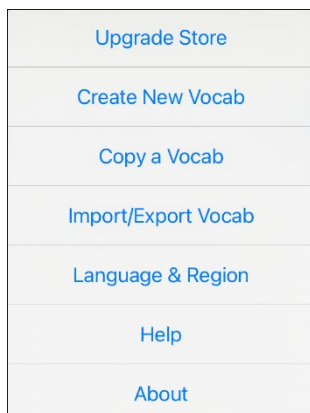 Upgrade Store
Create New Vocab
Copy a Vocab
Import/Export Vocab
Language & Region
Help
About